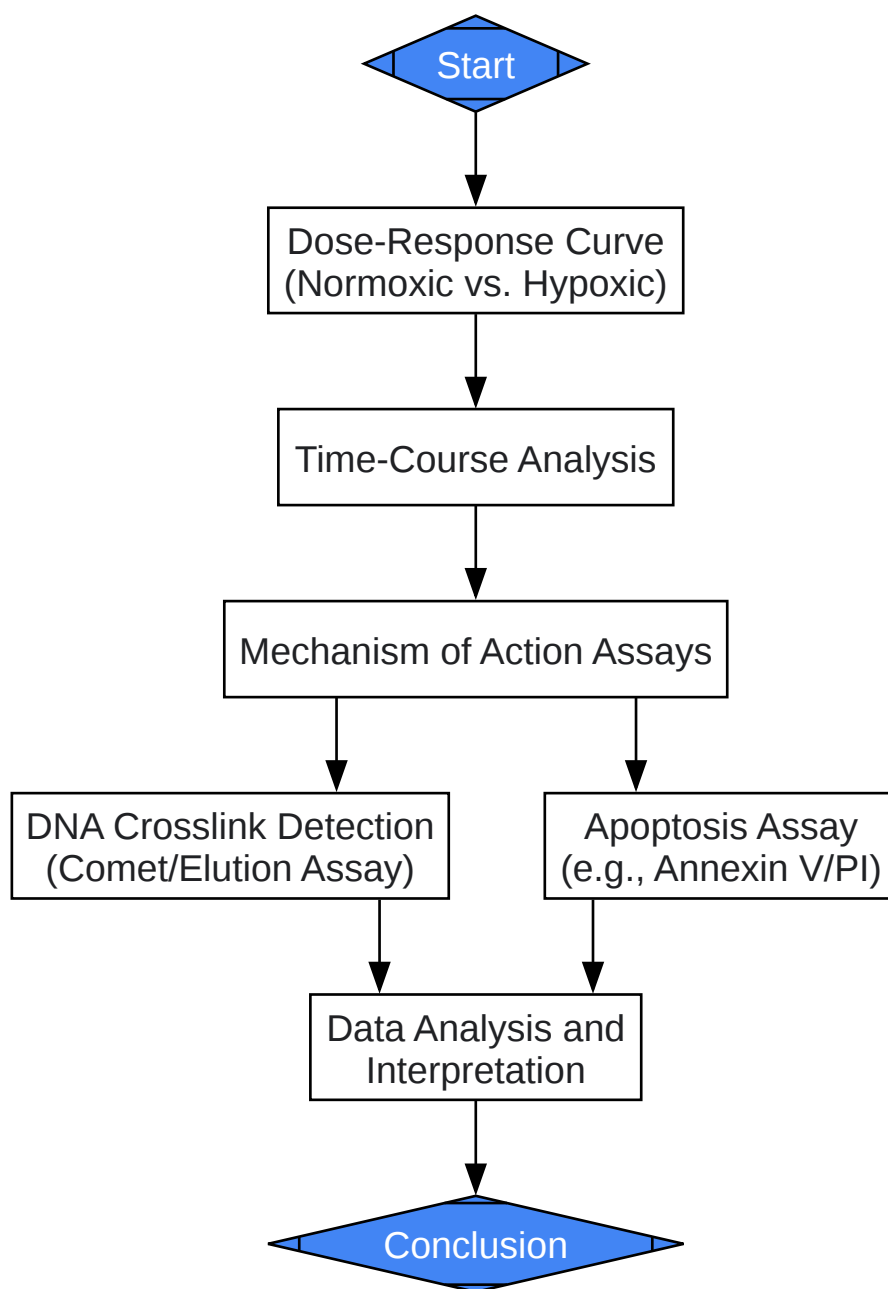 Start
Dose-Response Curve
(Normoxic vs. Hypoxic)
Time-Course Analysis
Mechanism of Action Assays
DNA Crosslink Detection
(Comet/Elution Assay)
Apoptosis Assay
(e.g., Annexin V/PI)
Data Analysis and
Interpretation
Conclusion